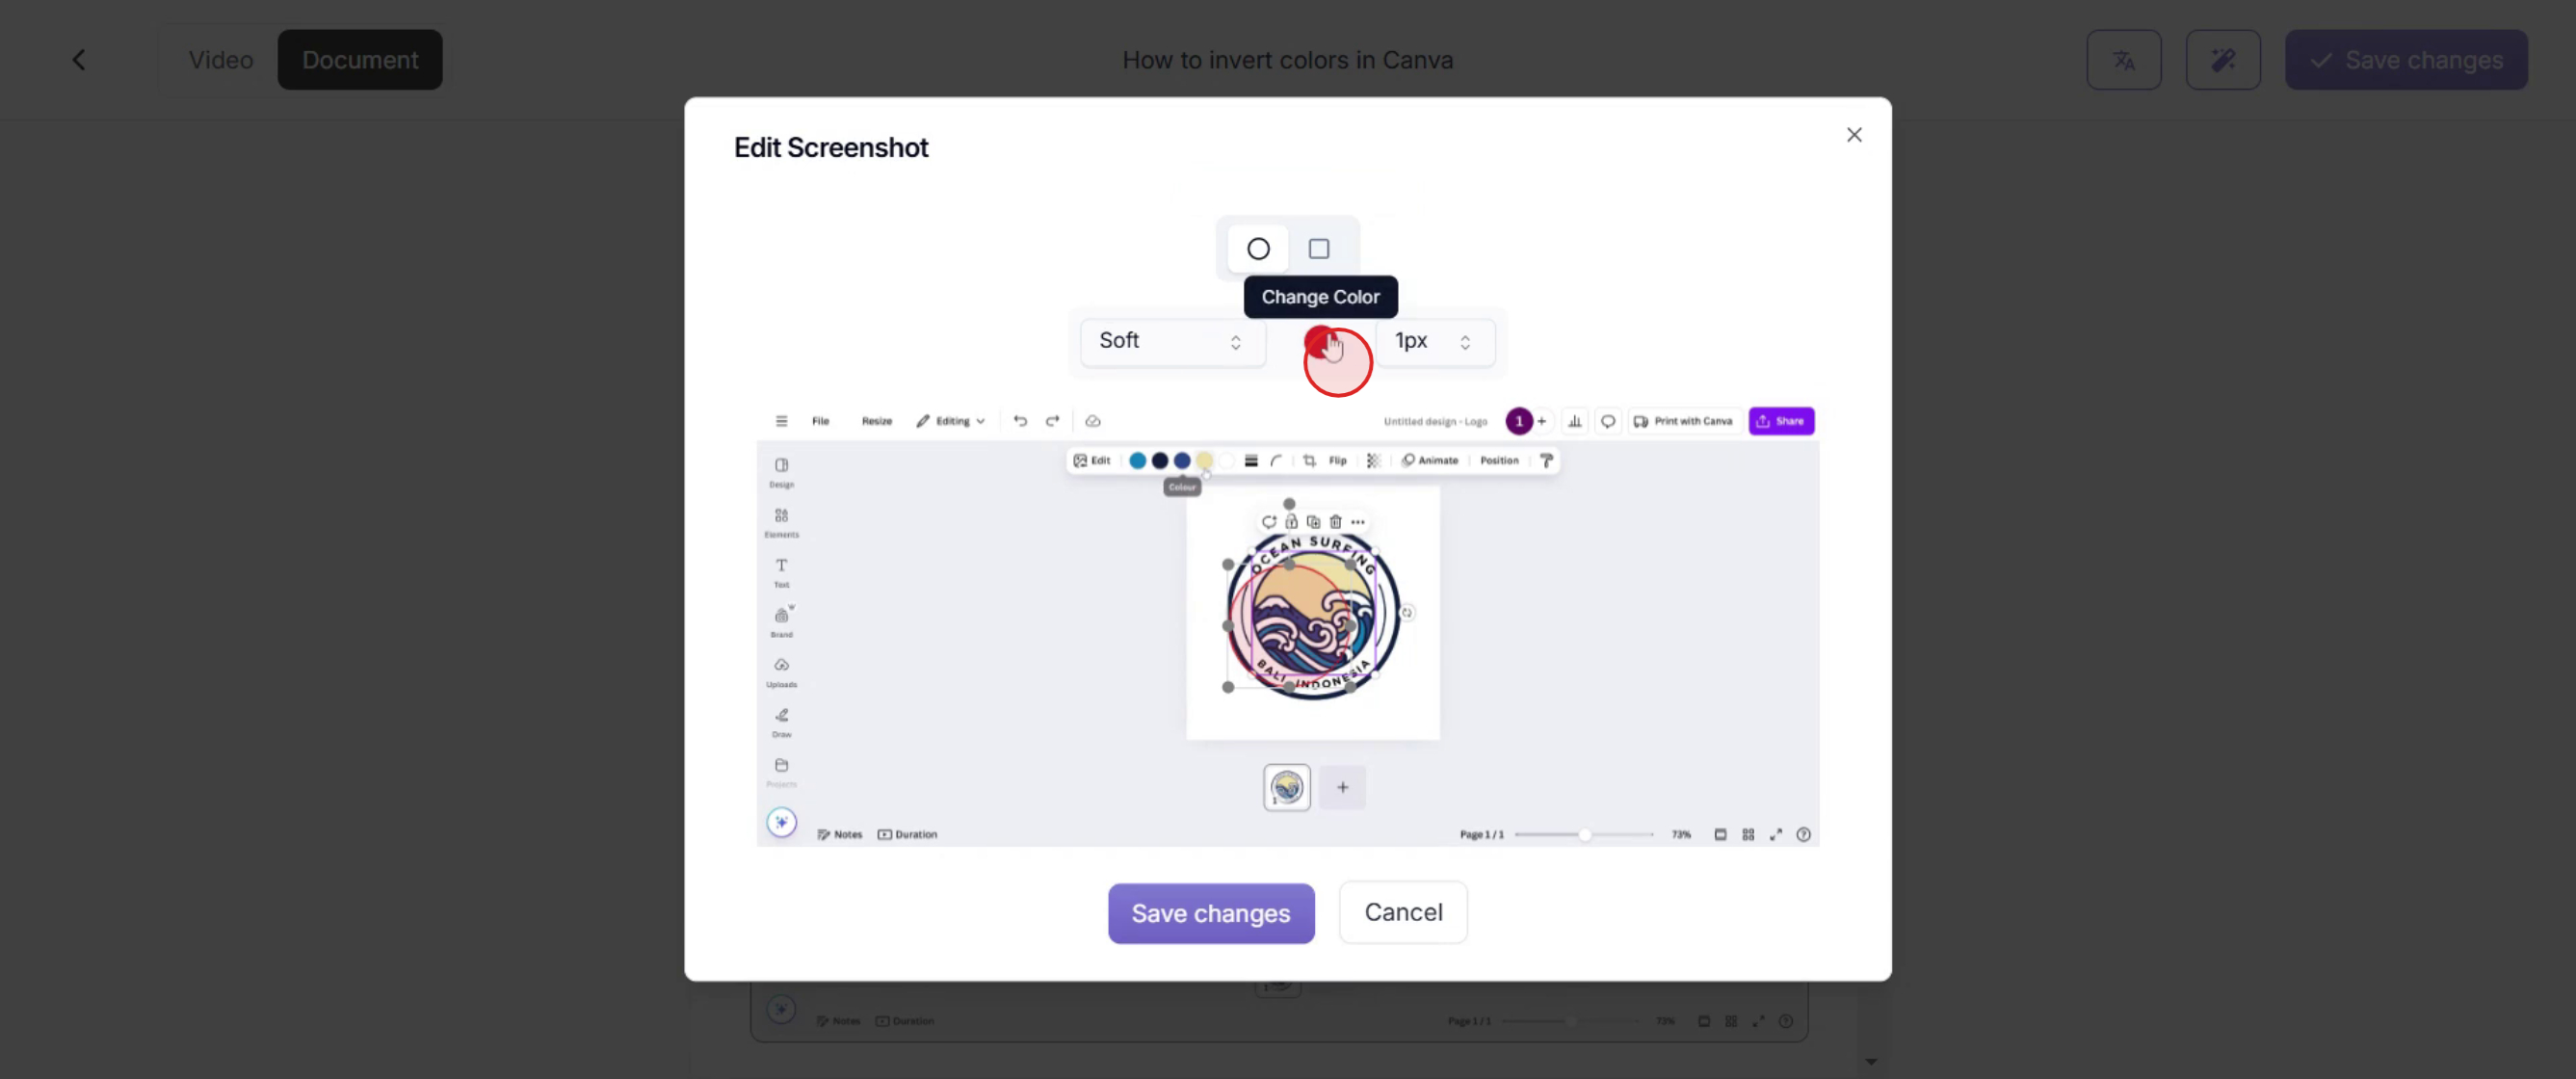 Video
Document
How to invert colors in Canva
Save changes
Edit Screenshot
Change Color
Soft
1px
File
Resize
Editing
Untitled design - Logo
1
Print with Canva
Share
Edit
Flip
Animate
Position
Colour
Design
Elements
Text
Brand
Uploads
Draw
Projects
OCEAN SURFING
BALI, INDONESIA
1
Notes
Duration
Page 1 / 1
73%
Save changes
Cancel
Notes
Duration
Page 1 / 1
73%